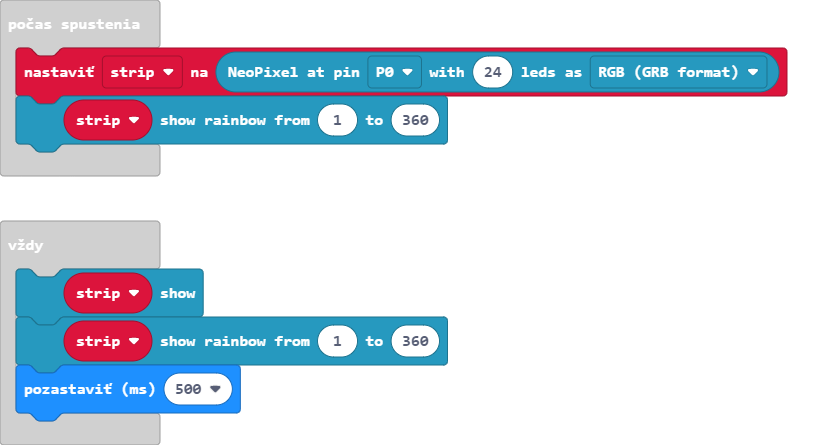 počas spustenia
nastaviť strip na NeoPixel at pin P0 with 24 leds as RGB (GRB format)
strip show rainbow from 1 to 360
vždy
strip show
strip show rainbow from 1 to 360
pozastaviť (ms) 500